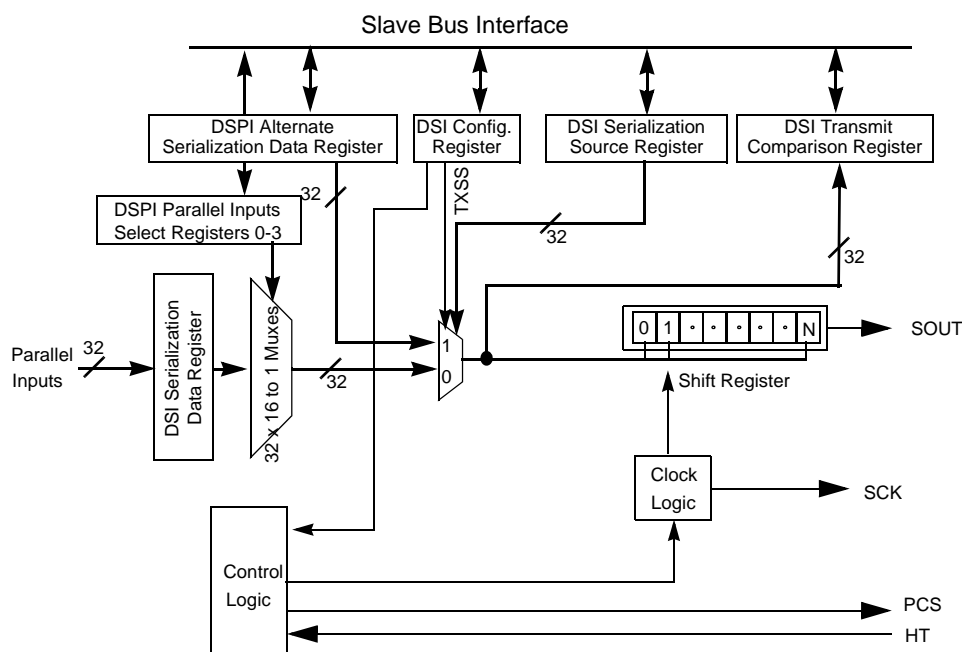 Slave Bus Interface
DSPI Alternate
Serialization Data Register
DSI Config.
Register
DSI Serialization
Source Register
DSI Transmit
Comparison Register
32
TXSS
DSPI Parallel Inputs
Select Registers 0-3
32
32
DSI Serialization
Data Register
32 x 16 to 1 Muxes
1
0
0 1 N
SOUT
Parallel
Inputs
32
32
Shift Register
Clock
Logic
SCK
Control
Logic
PCS
HT